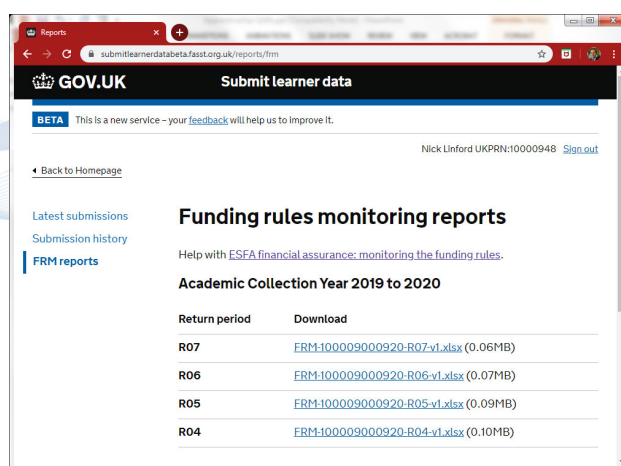 Reports
submitlearnerdatabeta.fasst.org.uk/reports/frm
GOV.UK Submit learner data
BETA This is a new service – your feedback will help us to improve it.
Nick Linford UKPRN:10000948 Sign out
Back to Homepage
Latest submissions
Submission history
FRM reports
Funding rules monitoring reports
Help with ESFA financial assurance: monitoring the funding rules.
Academic Collection Year 2019 to 2020
Return period Download
R07 FRM-100009000920-R07-v1.xlsx (0.06MB)
R06 FRM-100009000920-R06-v1.xlsx (0.07MB)
R05 FRM-100009000920-R05-v1.xlsx (0.09MB)
R04 FRM-100009000920-R04-v1.xlsx (0.10MB)